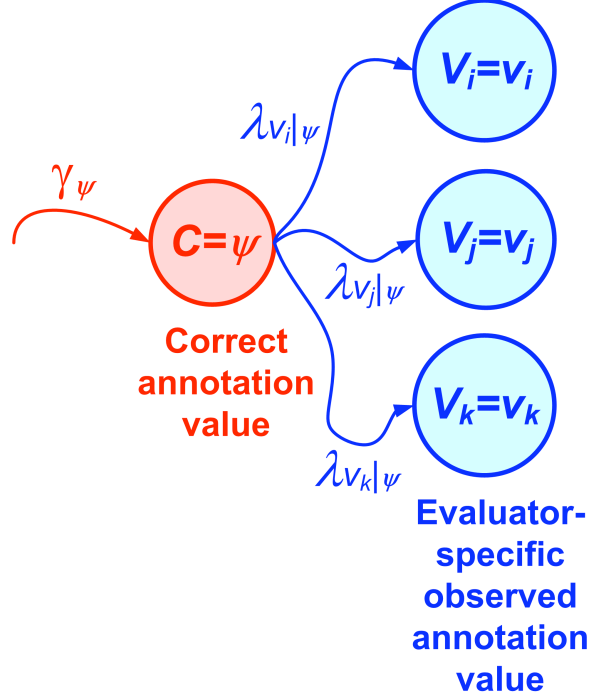 γψ
C=ψ
Correct
annotation
value
λvi|ψ
Vi=vi
λvj|ψ
Vj=vj
λvk|ψ
Vk=vk
Evaluator-
specific
observed
annotation
value